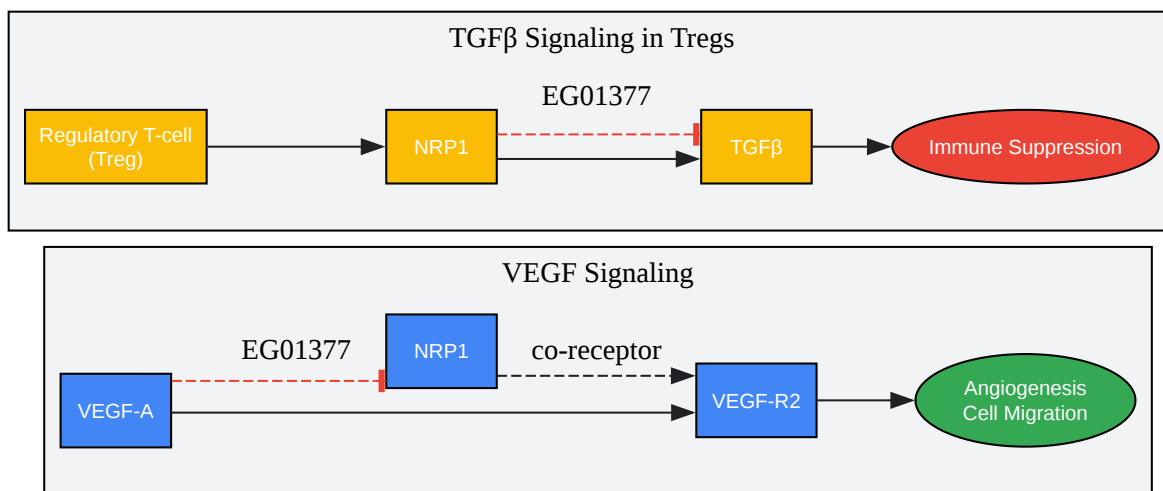 TGFβ Signaling in Tregs
EG01377
Regulatory T-cell
(Treg)
NRP1
TGFβ
Immune Suppression
VEGF Signaling
EG01377
NRP1
co-receptor
VEGF-A
VEGF-R2
Angiogenesis
Cell Migration